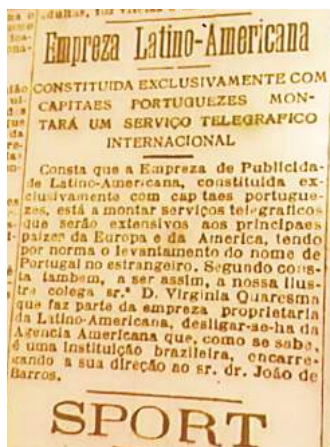 Empreza Latino-Americana
CONSTITUIDA EXCLUSIVAMENTE COM
CAPITAES PORTUGUEZES MON-
TARÁ UM SERVIÇO TELEGRAFICO
INTERNACIONAL
Consta que a Empreza de Publicida-
de Latino-Americana, constituida ex-
clusivamente com cap taes portugue-
zes, está a montar serviços telegraficos
que serão extensivos aos principaes
paizes da Europa e da America, tendo
por norma o levantamento do nome de
Portugal no estrangeiro. Segundo cons-
ta tambem, a ser assim, a nossa ilus-
tre colega sr.ª D. Virginia Quaresma
que faz parte da empreza proprietaria
da Latino-Americana, desligar-se-ha da
Agencia Americana que, como se sabe,
é uma instituição brazileira, encarre-
gando a sua direção ao sr. dr. João de
Barros.
SPORT